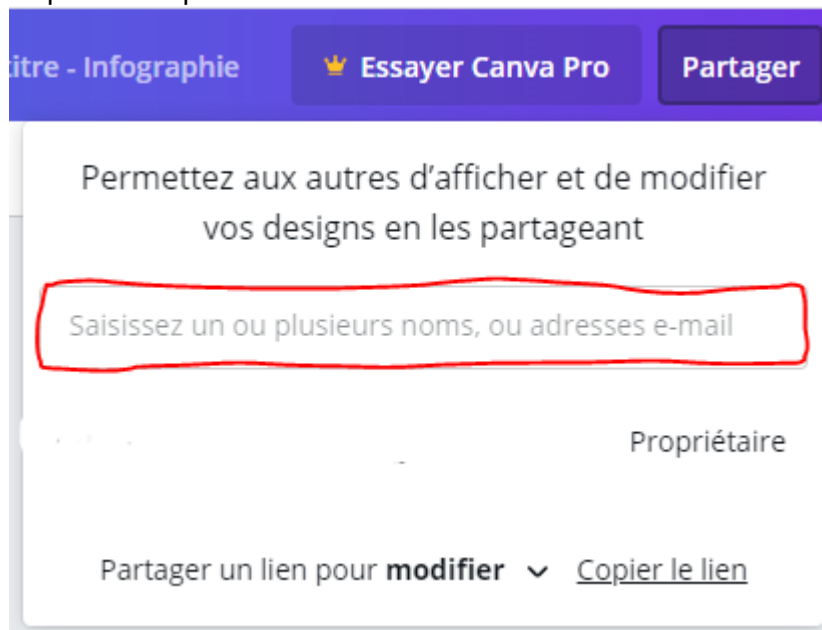 itre - Infographie Essayer Canva Pro Partager
Permettez aux autres d'afficher et de modifier
vos designs en les partageant
Saisissez un ou plusieurs noms, ou adresses e-mail
Propriétaire
Partager un lien pour modifier Copier le lien